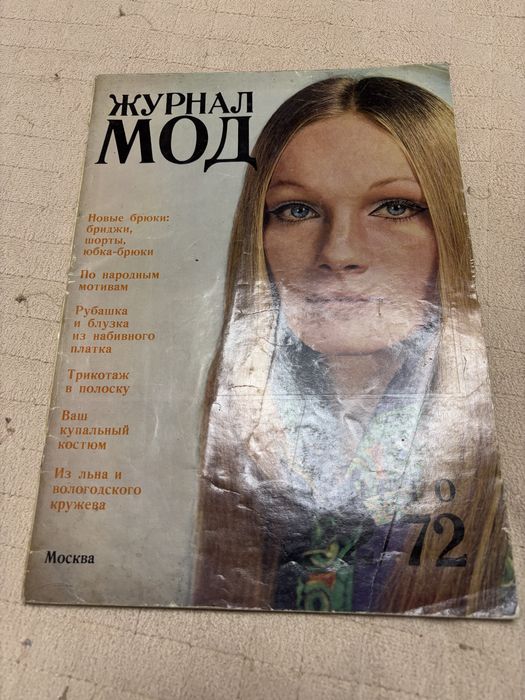 ЖУРНАЛ
МОД
Новые брюки:
бриджи,
шорты,
юбка-брюки
По народным
мотивам
Рубашка
и блузка
из набивного
платка
Трикотаж
в полоску
Ваш
купальный
костюм
Из льна и
вологодского
кружева
72
Москва